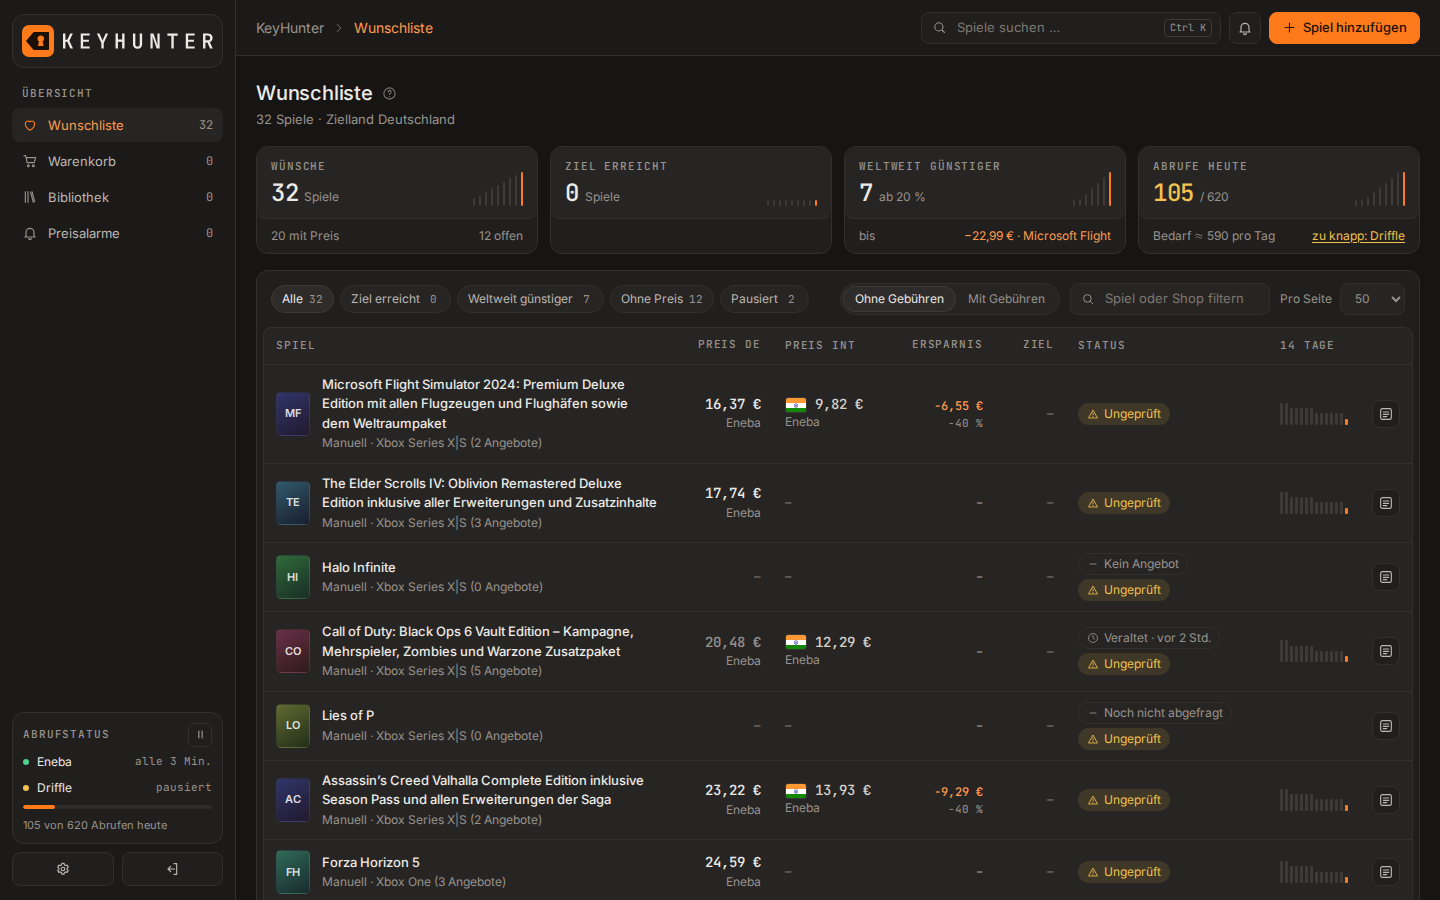 KEYHUNTER
KeyHunter > Wunschliste
Spiele suchen ...
Ctrl K
+ Spiel hinzufügen
ÜBERSICHT
Wunschliste 32
Warenkorb 0
Bibliothek 0
Preisalarme 0
Wunschliste
32 Spiele · Zielland Deutschland
WÜNSCHE
32 Spiele
20 mit Preis
12 offen
ZIEL ERREICHT
0 Spiele
WELTWEIT GÜNSTIGER
7 ab 20 %
bis
−22,99 € · Microsoft Flight
ABRUFE HEUTE
105 / 620
Bedarf ≈ 590 pro Tag
zu knapp: Driffle
Alle 32
Ziel erreicht 0
Weltweit günstiger 7
Ohne Preis 12
Pausiert 2
Ohne Gebühren
Mit Gebühren
Spiel oder Shop filtern
Pro Seite
50
SPIEL
PREIS DE
PREIS INT
ERSPARNIS
ZIEL
STATUS
14 TAGE
MF
Microsoft Flight Simulator 2024: Premium Deluxe
Edition mit allen Flugzeugen und Flughäfen sowie
dem Weltraumpaket
Manuell · Xbox Series X|S (2 Angebote)
16,37 €
Eneba
9,82 €
Eneba
-6,55 €
-40 %
–
Ungeprüft
TE
The Elder Scrolls IV: Oblivion Remastered Deluxe
Edition inklusive aller Erweiterungen und Zusatzinhalte
Manuell · Xbox Series X|S (3 Angebote)
17,74 €
Eneba
–
–
–
Ungeprüft
HI
Halo Infinite
Manuell · Xbox Series X|S (0 Angebote)
–
–
–
–
– Kein Angebot
Ungeprüft
CO
Call of Duty: Black Ops 6 Vault Edition – Kampagne,
Mehrspieler, Zombies und Warzone Zusatzpaket
Manuell · Xbox Series X|S (5 Angebote)
20,48 €
Eneba
12,29 €
Eneba
–
–
Veraltet · vor 2 Std.
Ungeprüft
LO
Lies of P
Manuell · Xbox Series X|S (0 Angebote)
–
–
–
–
– Noch nicht abgefragt
Ungeprüft
AC
Assassin’s Creed Valhalla Complete Edition inklusive
Season Pass und allen Erweiterungen der Saga
Manuell · Xbox Series X|S (2 Angebote)
23,22 €
Eneba
13,93 €
Eneba
-9,29 €
-40 %
–
Ungeprüft
FH
Forza Horizon 5
Manuell · Xbox One (3 Angebote)
24,59 €
Eneba
–
–
–
Ungeprüft
ABRUFSTATUS
Eneba alle 3 Min.
Driffle pausiert
105 von 620 Abrufen heute